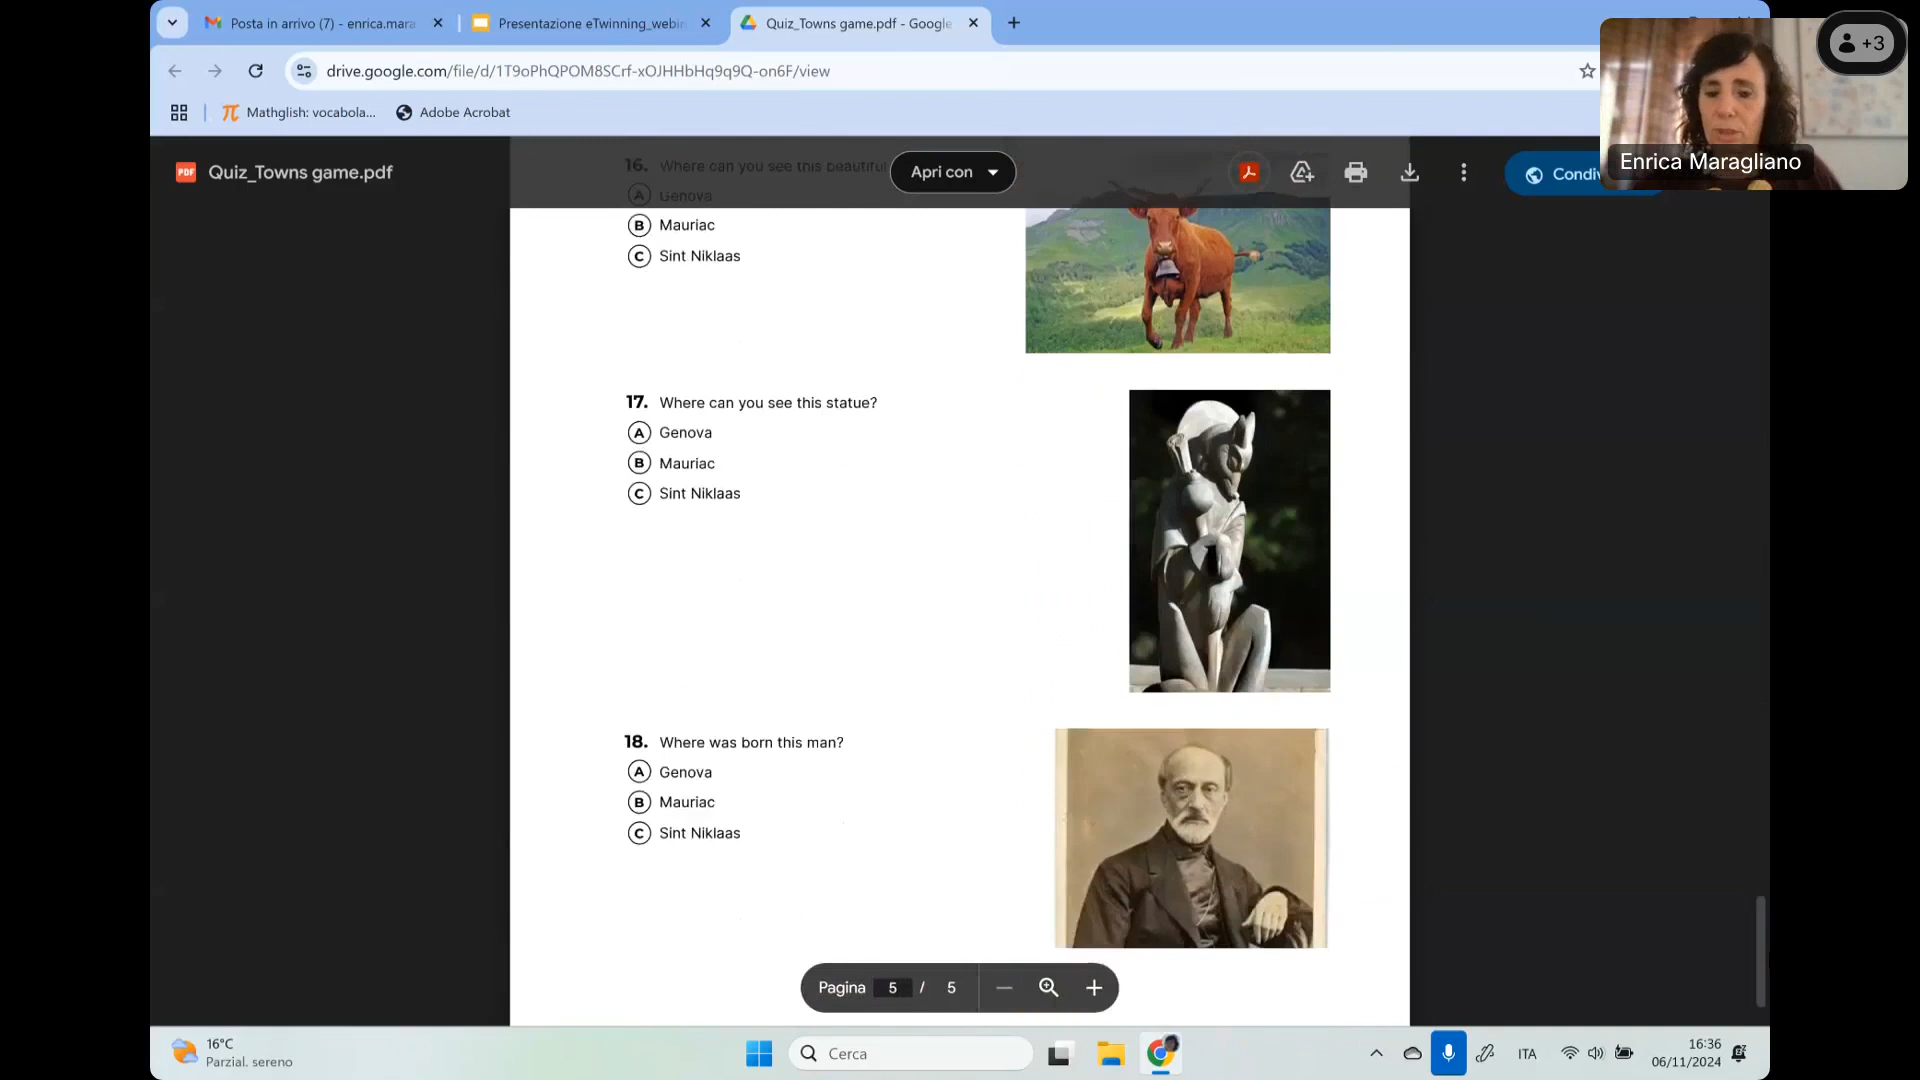 Posta in arrivo (7) - enrica.mara
Presentazione eTwinning_webi
Quiz_Towns game.pdf - Google
drive.google.com/file/d/1T9oPhQPOM8SCrf-xOJHHbHq9q9Q-on6F/view
+3
Mathglish: vocabola...
Adobe Acrobat
Enrica Maragliano
PDF
Quiz_Towns game.pdf
Apri con
Condiv
16. Where can you see this beautiful
A Genova
B Mauriac
C Sint Niklaas
17. Where can you see this statue?
A Genova
B Mauriac
C Sint Niklaas
18. Where was born this man?
A Genova
B Mauriac
C Sint Niklaas
Pagina 5 / 5
16°C
Parzial. sereno
Cerca
ITA
16:36
06/11/2024